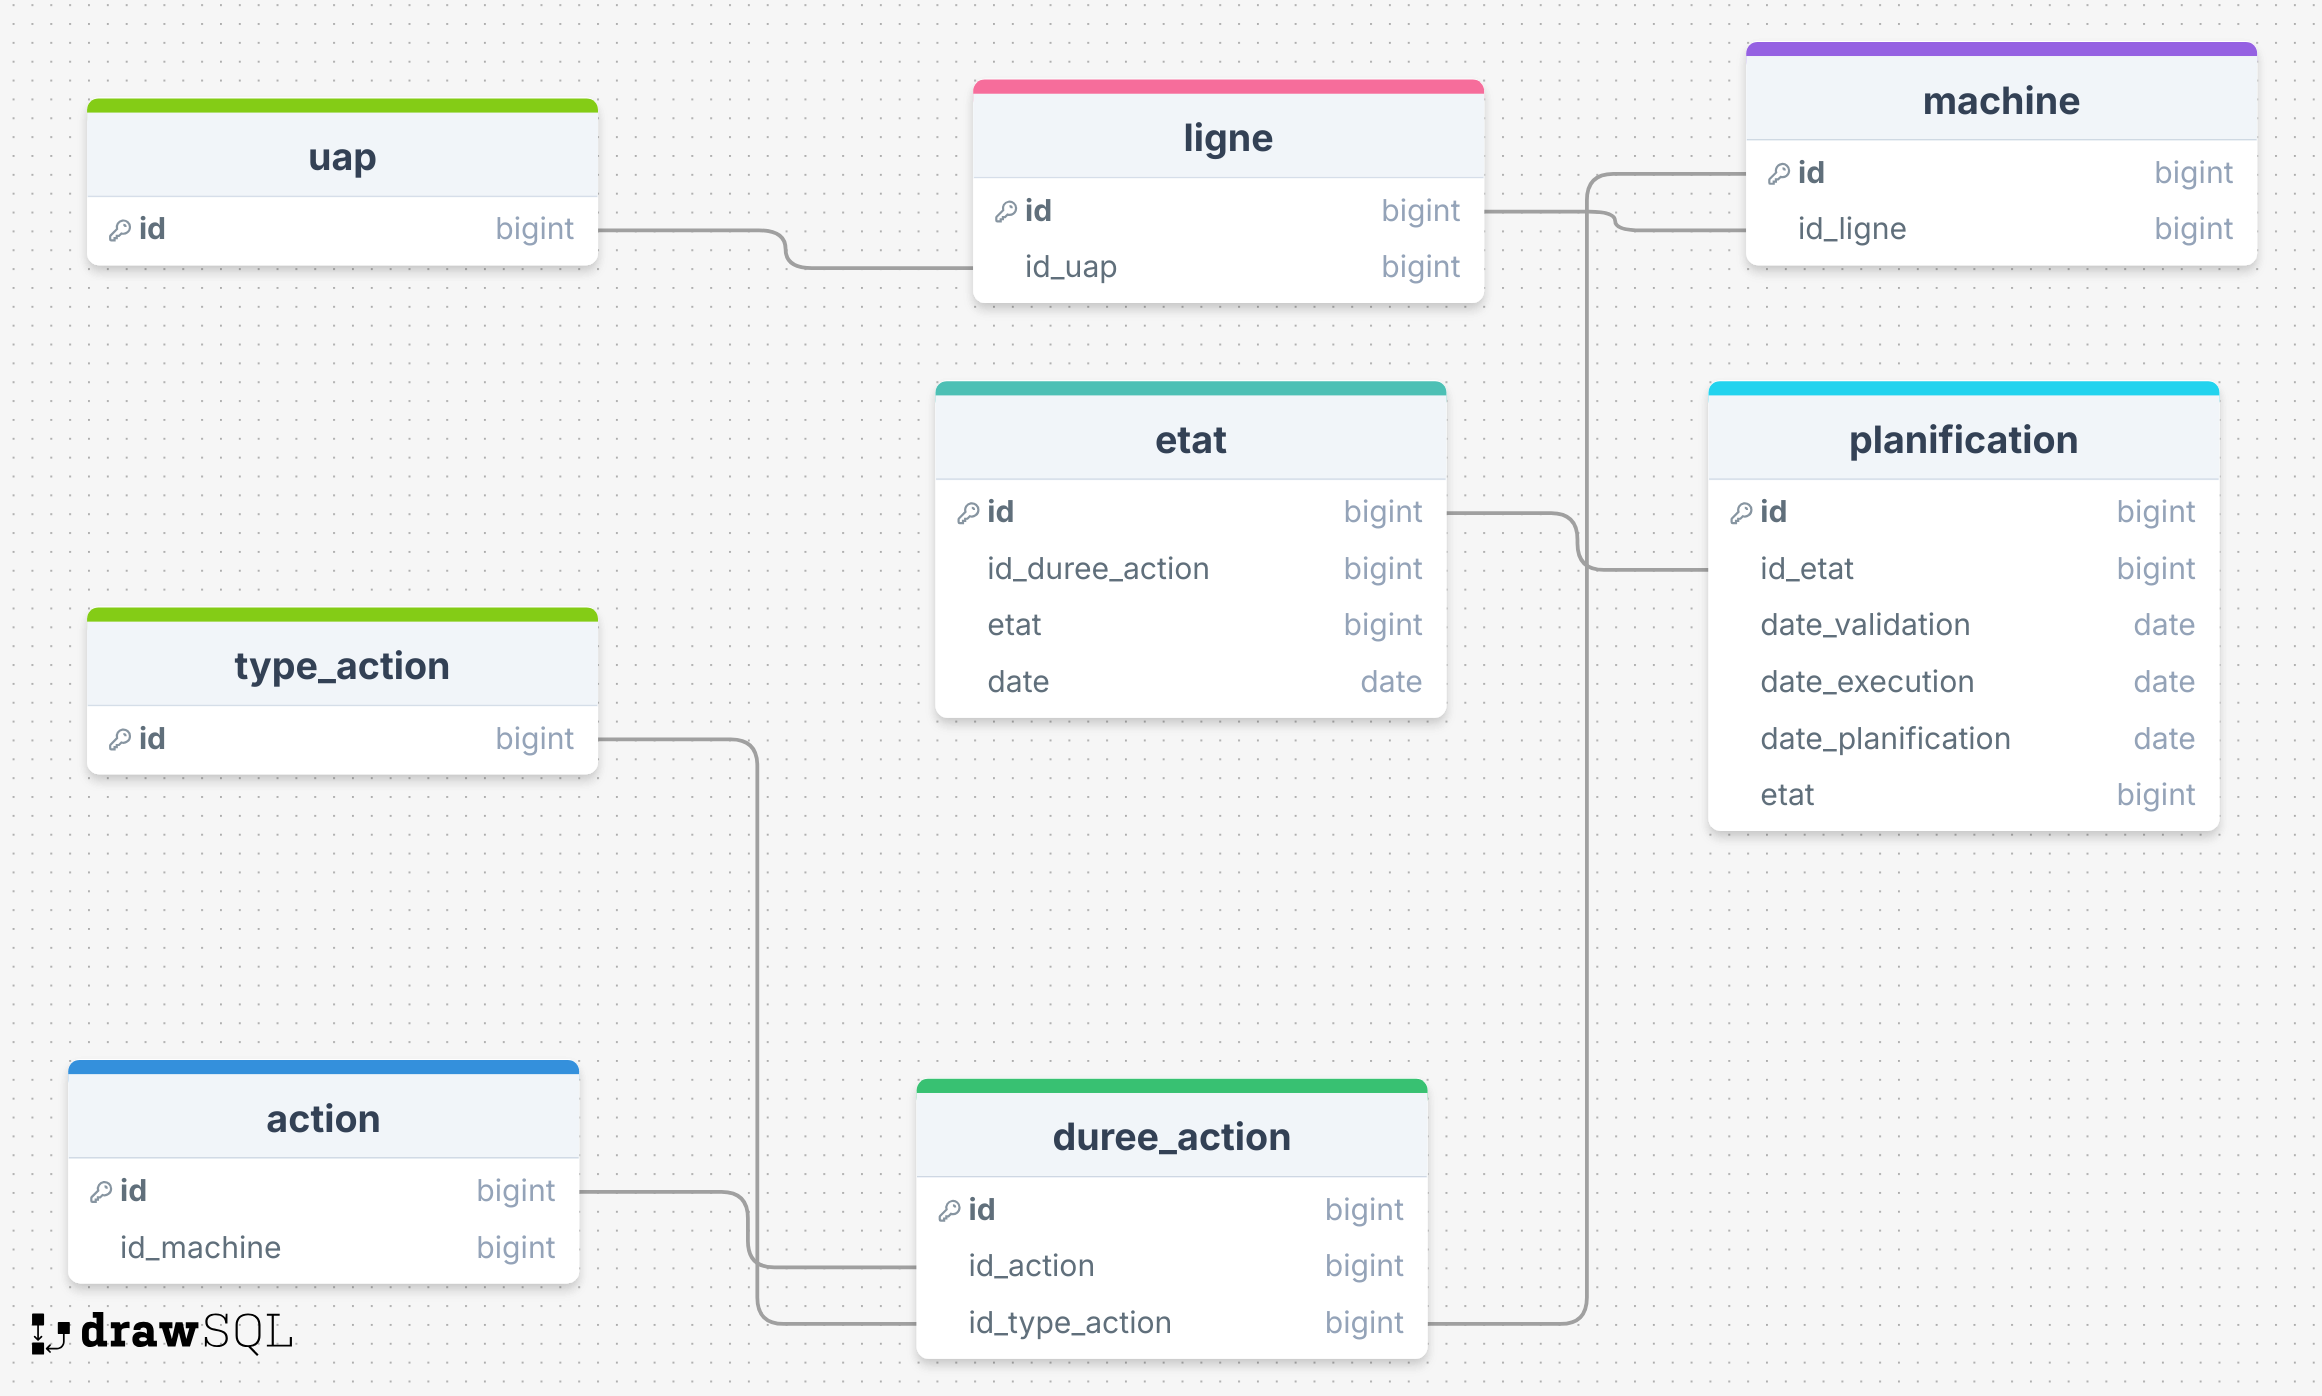 uap
id bigint
ligne
id bigint
id_uap bigint
machine
id bigint
id_ligne bigint
etat
id bigint
id_duree_action bigint
etat bigint
date date
planification
id bigint
id_etat bigint
date_validation date
date_execution date
date_planification date
etat bigint
type_action
id bigint
action
id bigint
id_machine bigint
duree_action
id bigint
id_action bigint
id_type_action bigint
drawSQL